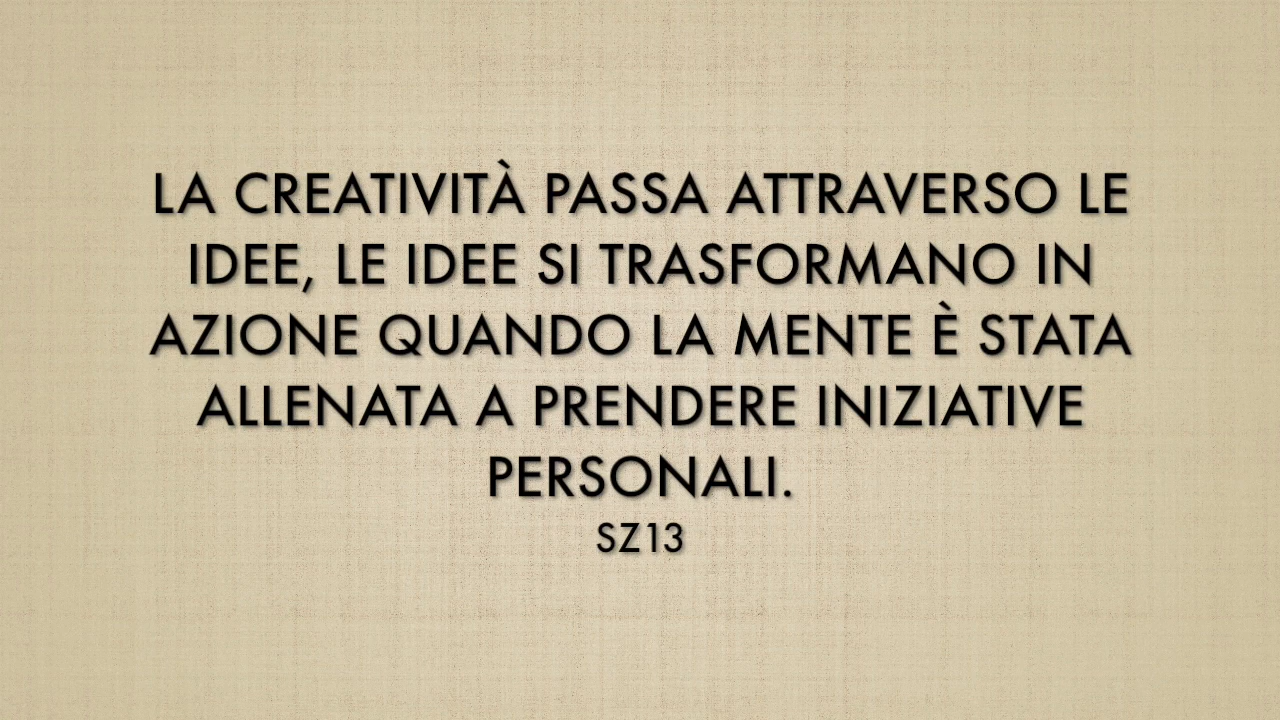 LA CREATIVITÀ PASSA ATTRAVERSO LE
IDEE, LE IDEE SI TRASFORMANO IN
AZIONE QUANDO LA MENTE È STATA
ALLENATA A PRENDERE INIZIATIVE
PERSONALI.
SZ13